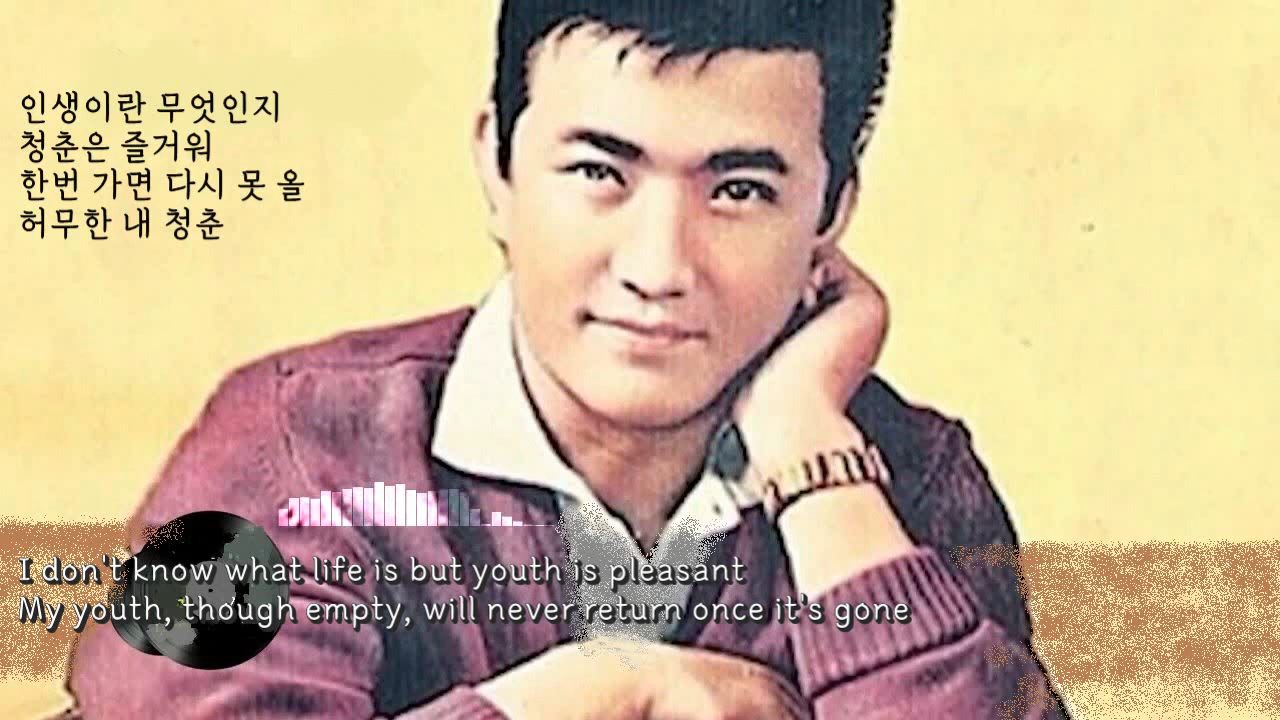 인생이란 무엇인지
청춘은 즐거워
한번 가면 다시 못 올
허무한 내 청춘
I don't know what life is but youth is pleasant
My youth, though empty, will never return once it's gone